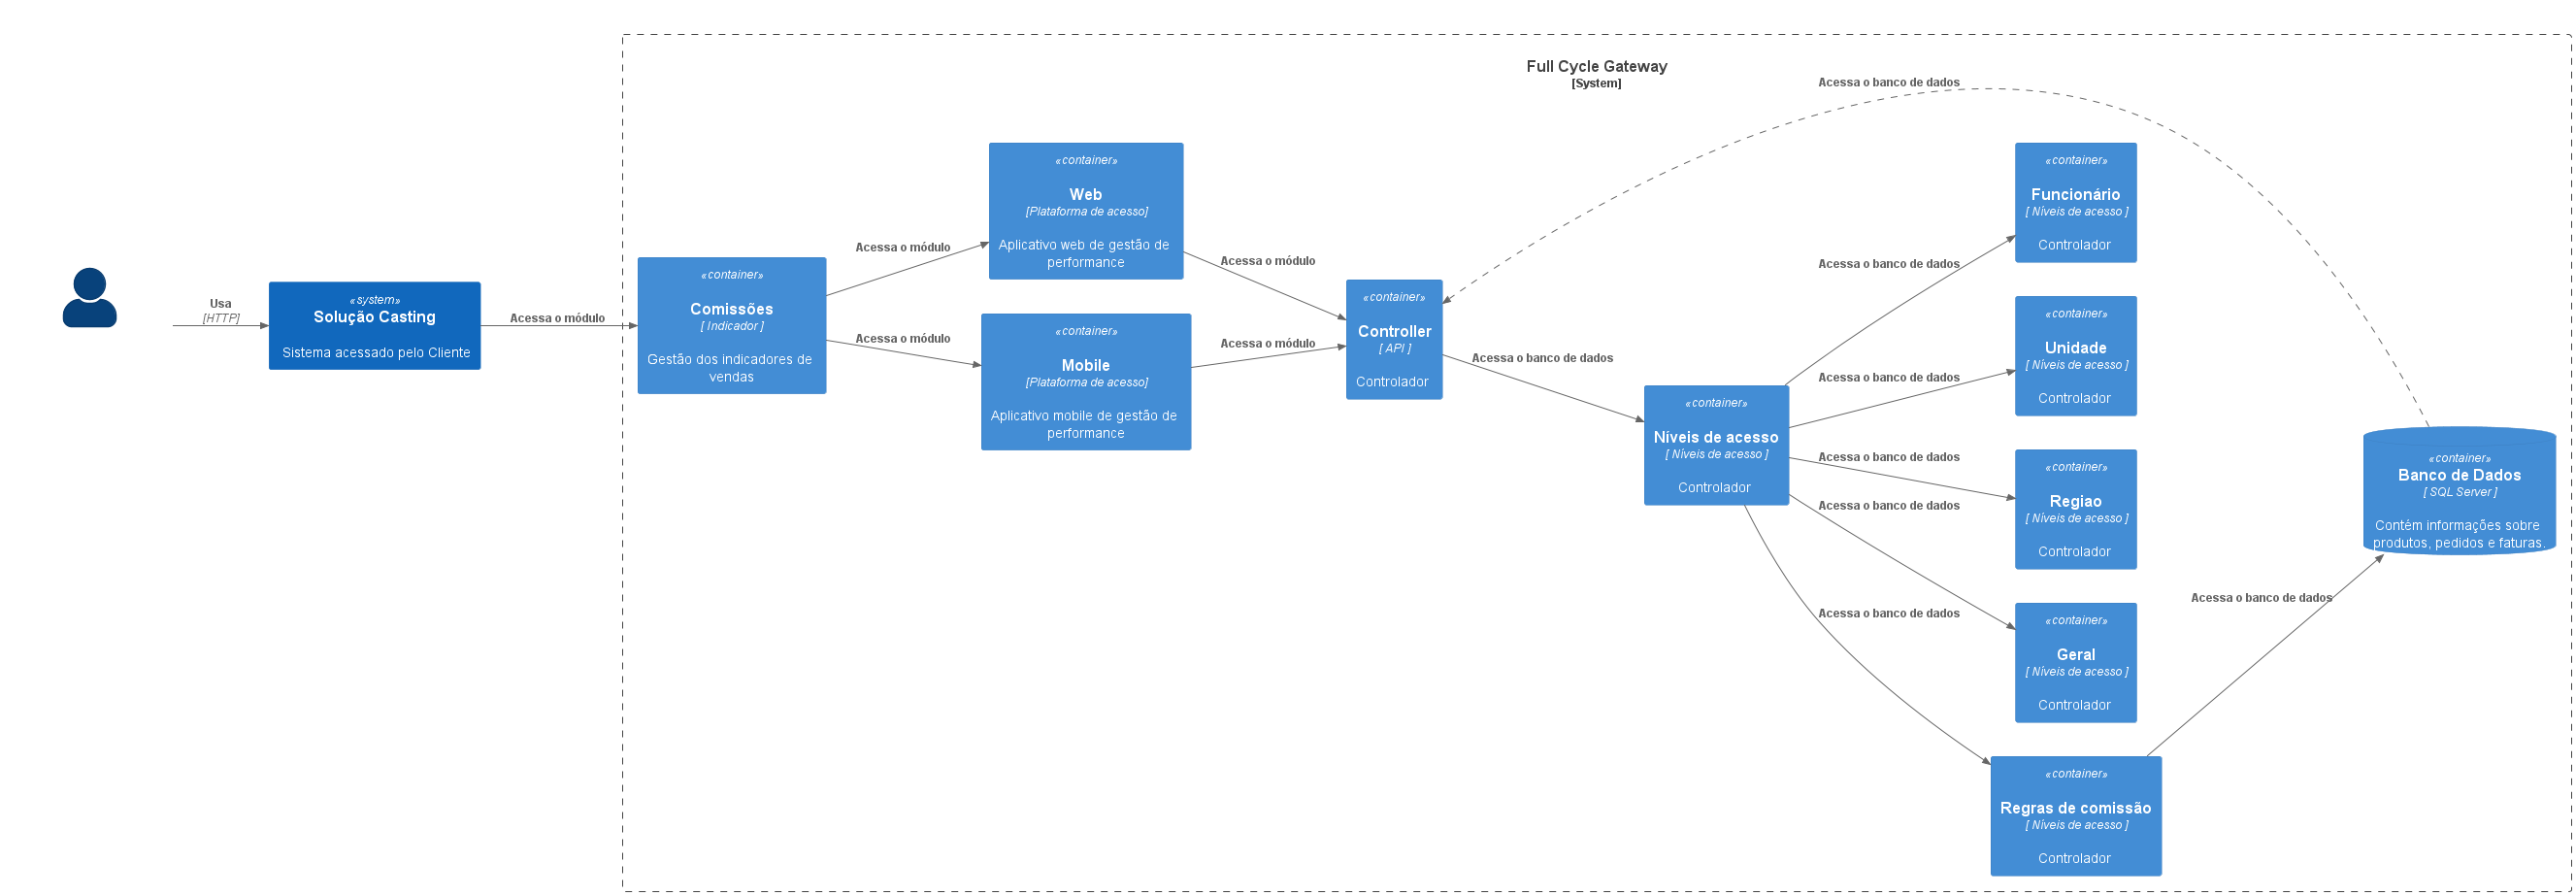 Full Cycle Gateway
[System]
Usa
[HTTP]
«system»
Solução Casting
Sistema acessado pelo Cliente
Acessa o módulo
«container»
Comissões
[ Indicador ]
Gestão dos indicadores de
vendas
Acessa o módulo
Acessa o módulo
«container»
Web
[Plataforma de acesso]
Aplicativo web de gestão de
performance
«container»
Mobile
[Plataforma de acesso]
Aplicativo mobile de gestão de
performance
Acessa o módulo
Acessa o módulo
«container»
Controller
[ API ]
Controlador
Acessa o banco de dados
«container»
Níveis de acesso
[ Níveis de acesso ]
Controlador
Acessa o banco de dados
Acessa o banco de dados
Acessa o banco de dados
Acessa o banco de dados
Acessa o banco de dados
Acessa o banco de dados
«container»
Funcionário
[ Níveis de acesso ]
Controlador
«container»
Unidade
[ Níveis de acesso ]
Controlador
«container»
Regiao
[ Níveis de acesso ]
Controlador
«container»
Geral
[ Níveis de acesso ]
Controlador
«container»
Regras de comissão
[ Níveis de acesso ]
Controlador
Acessa o banco de dados
«container»
Banco de Dados
[ SQL Server ]
Contém informações sobre
produtos, pedidos e faturas.